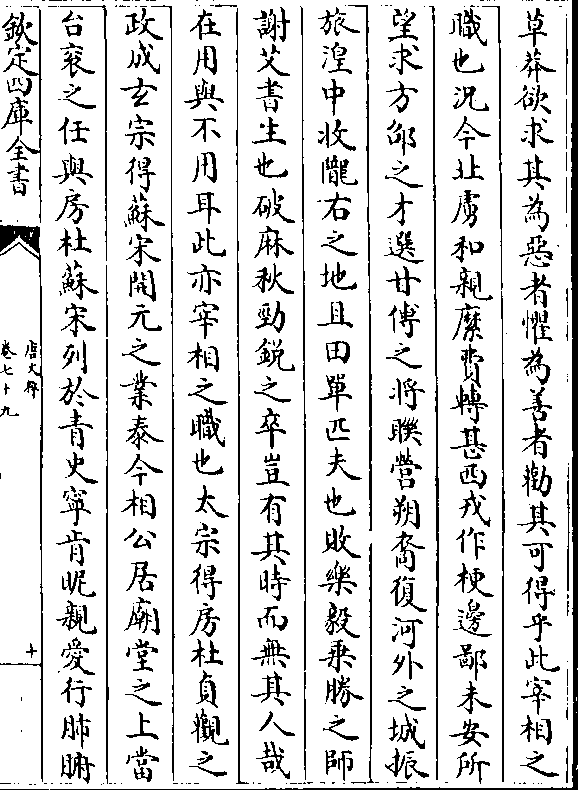 草莽欲求其為惡者懼為善者勸其可得乎此宰相之
職也況今北虜和親縻費轉甚西戎作梗邊鄙未安所
望求方邵之才選甘傅之將聯營朔裔復河外之城振
旅湟中收隴右之地且田單匹夫也敗樂毅乗勝之師
謝艾書生也破麻秋勁銳之卒豈有其時而無其人哉
在用與不用耳此亦宰相之職也太宗得房杜貞觀之
政成玄宗得蘇宋開元之業泰今相公居廟堂之上當
台衮之任與房杜蘇宋列於青史寧肯昵親愛行肺腑
欽定四庫全書
唐文粹
卷七十九
十